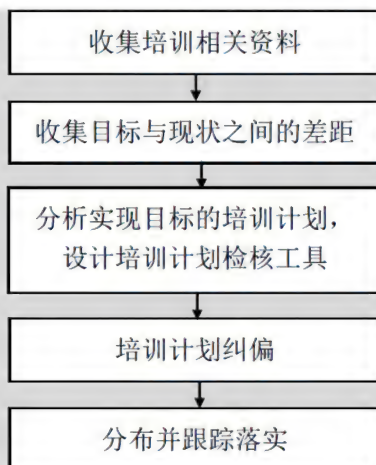 收集培训相关资料
收集目标与现状之间的差距
分析实现目标的培训计划，
设计培训计划检核工具
培训计划纠偏
分布并跟踪落实